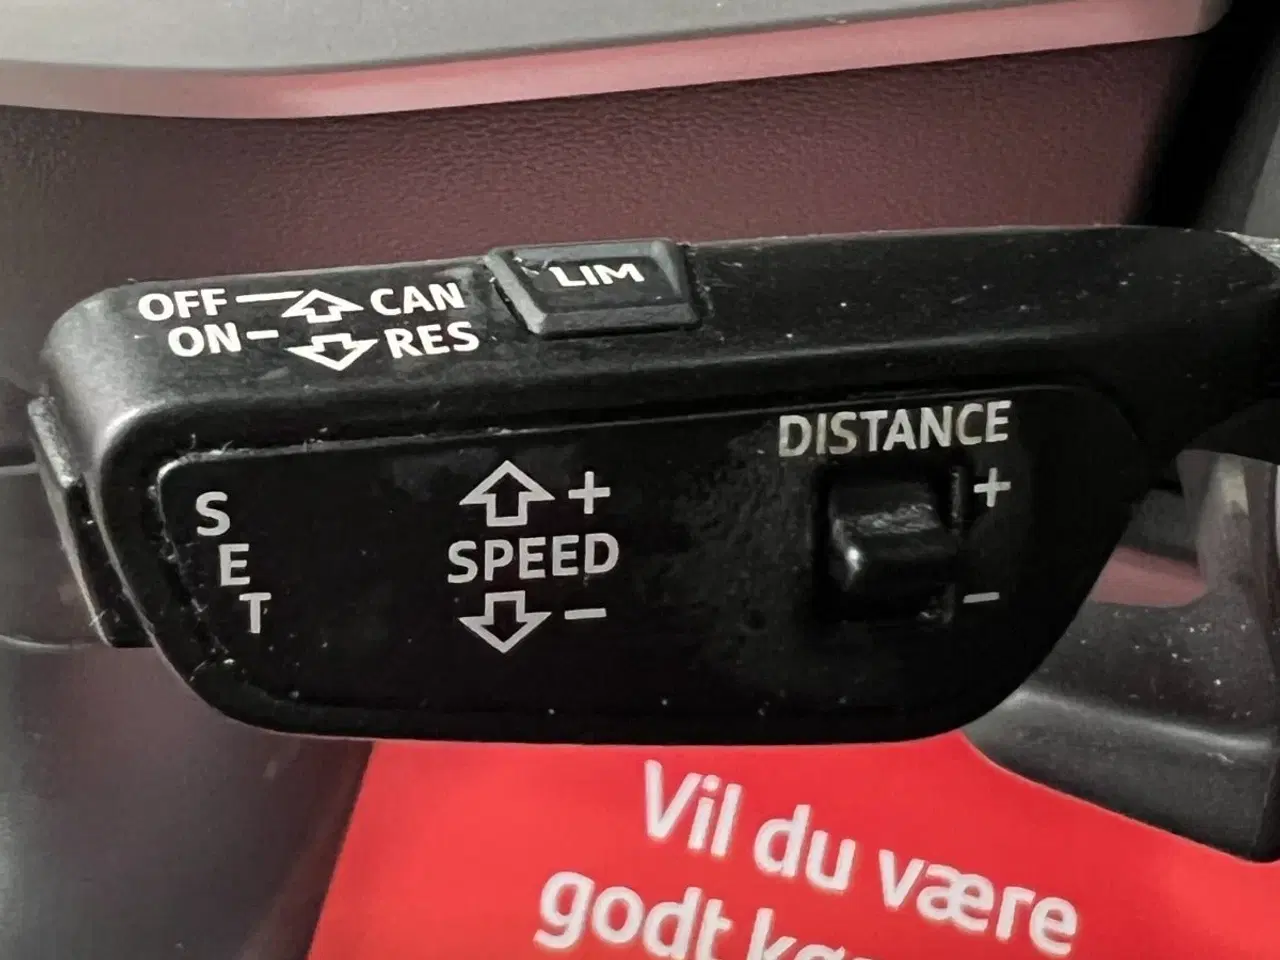 OFF CAN
ON RES
LIM
DISTANCE
+
-
S
E
T
+
SPEED
-
Vil du være
godt